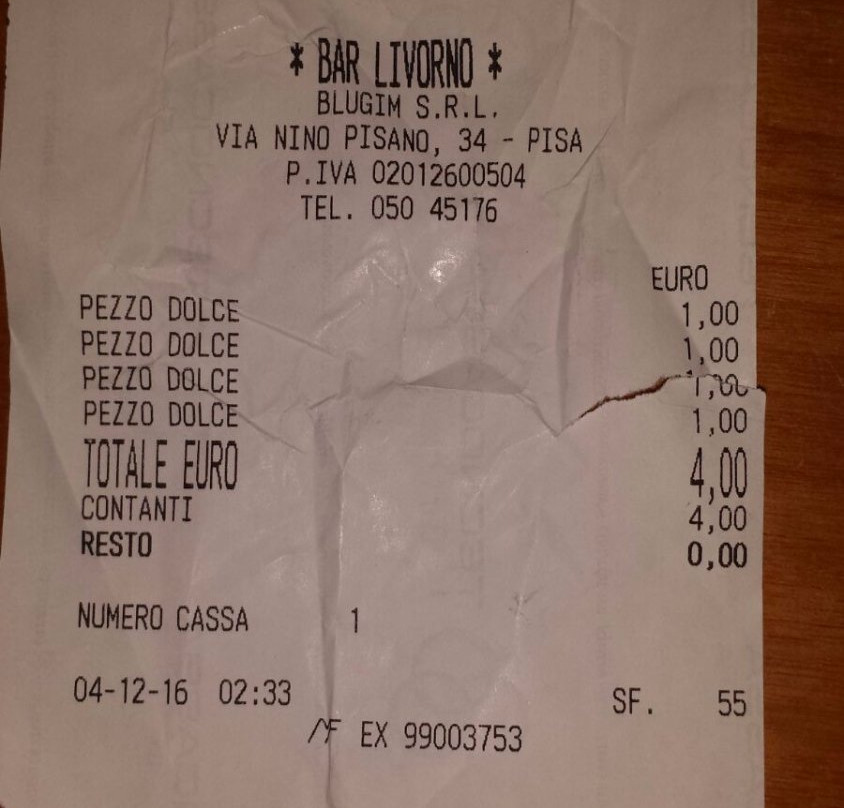 * BAR LIVORNO *
BLUGIM S.R.L.
VIA NINO PISANO, 34 - PISA
P.IVA 02012600504
TEL. 050 45176
EURO
PEZZO DOLCE 1,00
PEZZO DOLCE 1,00
PEZZO DOLCE 1,00
PEZZO DOLCE 1,00
TOTALE EURO 4,00
CONTANTI 4,00
RESTO 0,00
NUMERO CASSA 1
04-12-16 02:33 SF. 55
EX 99003753